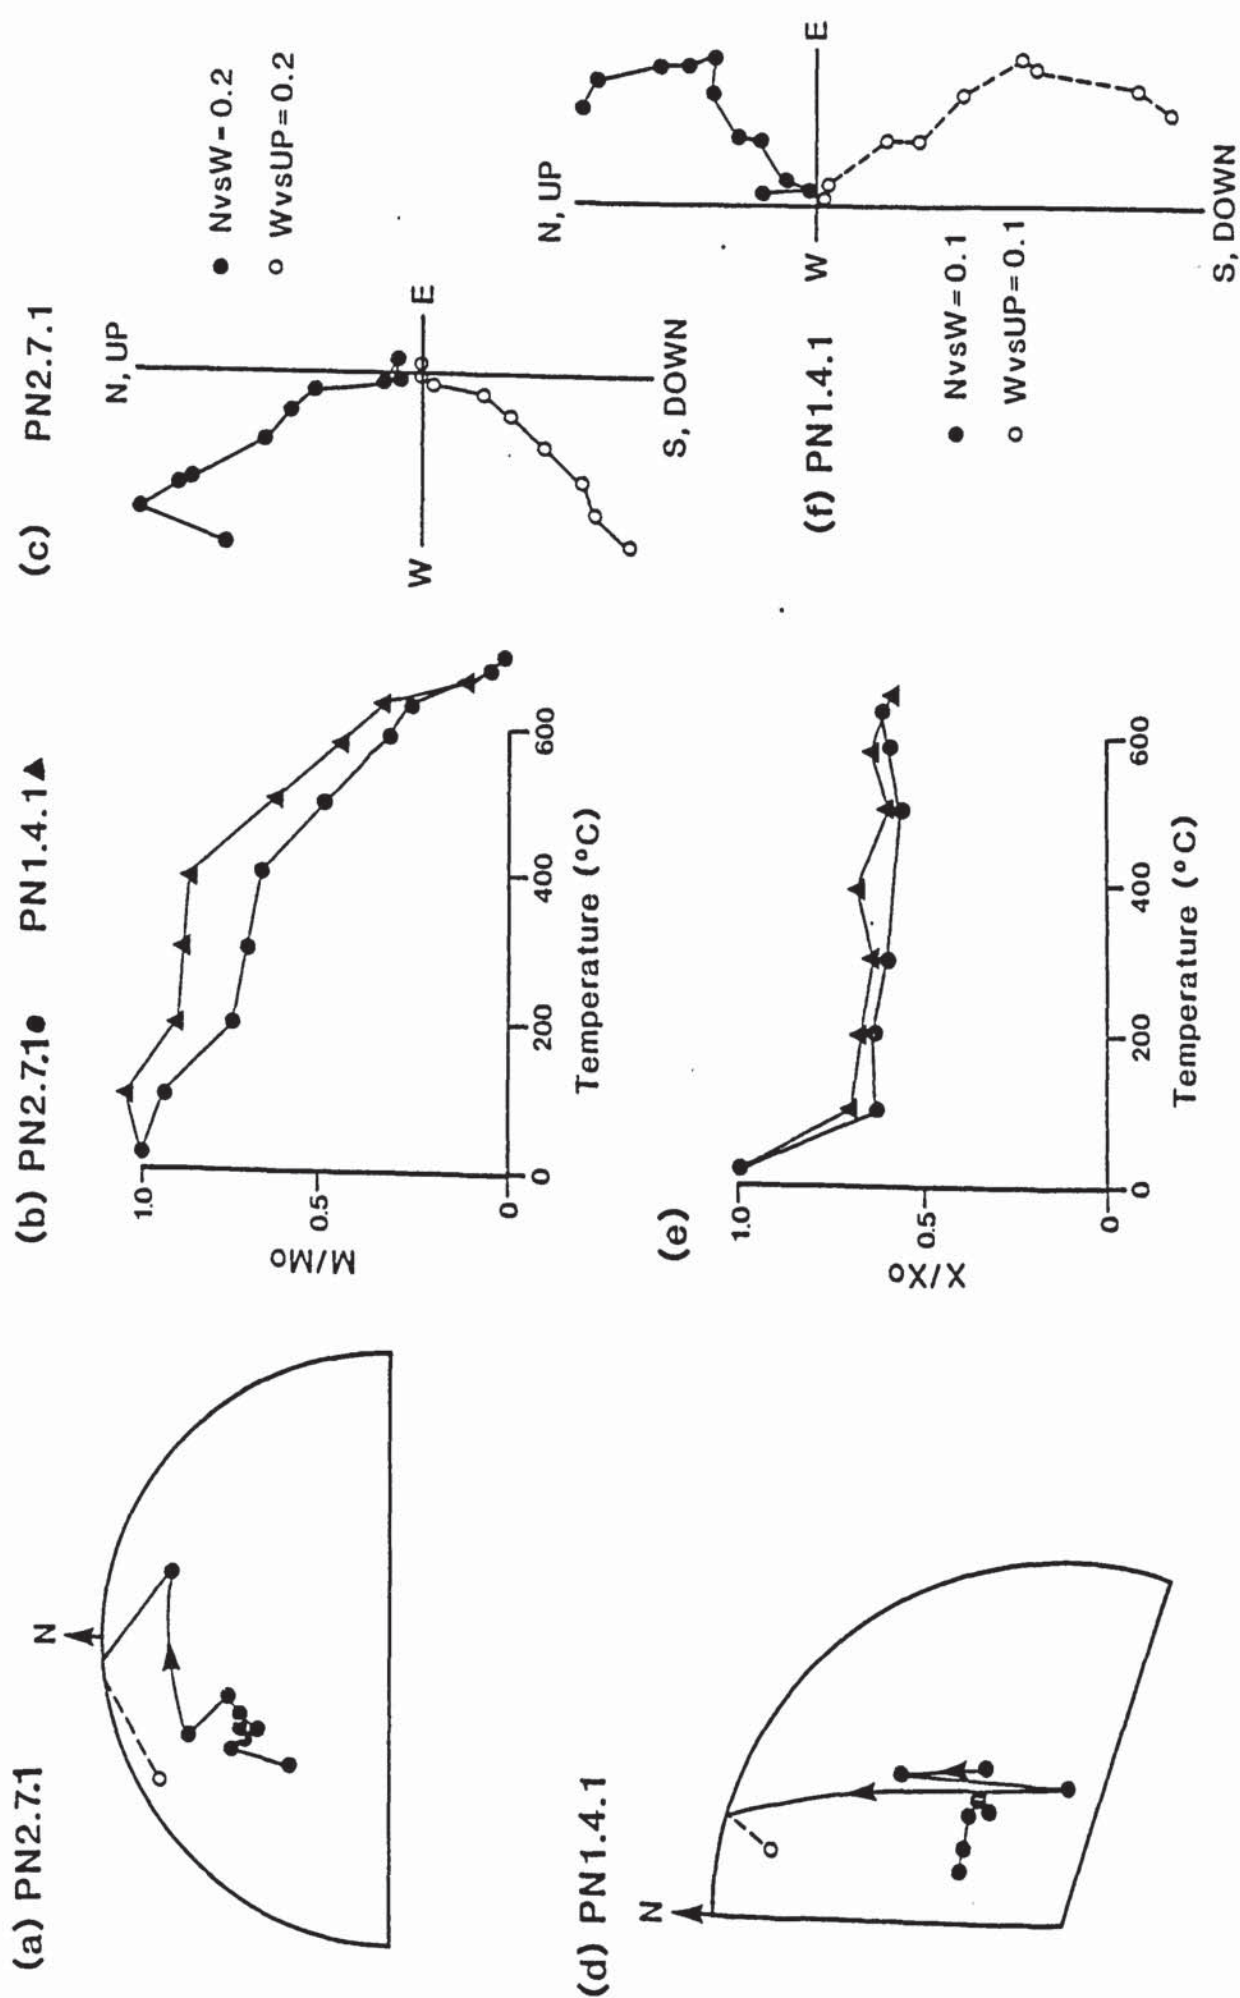 (a) PN2.7.1
N
(b) PN2.7.1● PN1.4.1▲
1.0
0.5
0
M/Mo
0
200
400
600
Temperature (°C)
(c) PN2.7.1
N, UP
W
E
S, DOWN
● NvsW-0.2
○ WvsUP=0.2
(d) PN1.4.1
N
(e)
1.0
0.5
0
X/Xo
0
200
400
600
Temperature (°C)
(f) PN1.4.1
N, UP
W
E
S, DOWN
● NvsW=0.1
○ WvsUP=0.1